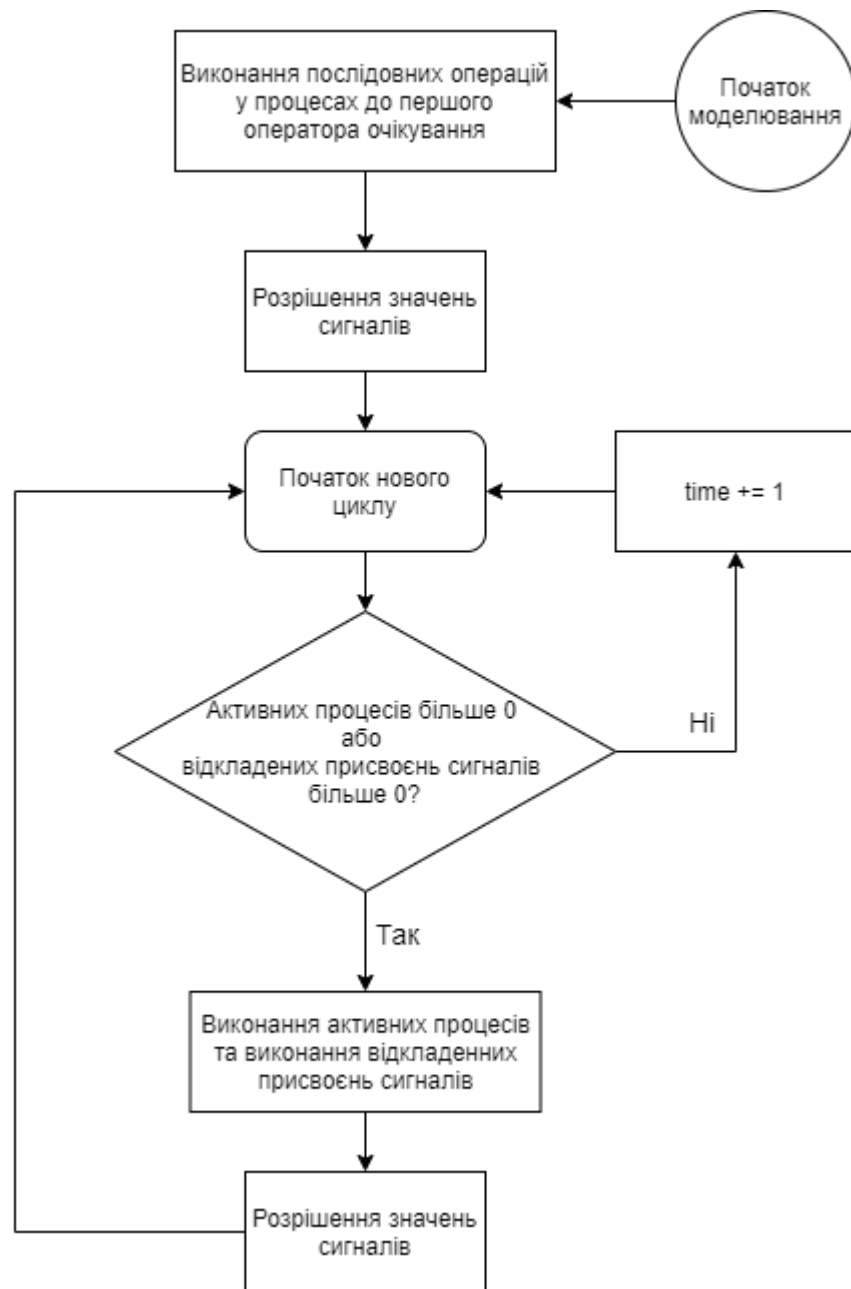 Виконання послідовних операцій
у процесах до першого
оператора очікування
Початок
моделювання
Розрішення значень
сигналів
Початок нового
циклу
time += 1
Активних процесів більше 0
або
відкладених присвоєнь сигналів
більше 0?
Ні
Так
Виконання активних процесів
та виконання відкладенних
присвоєнь сигналів
Розрішення значень
сигналів